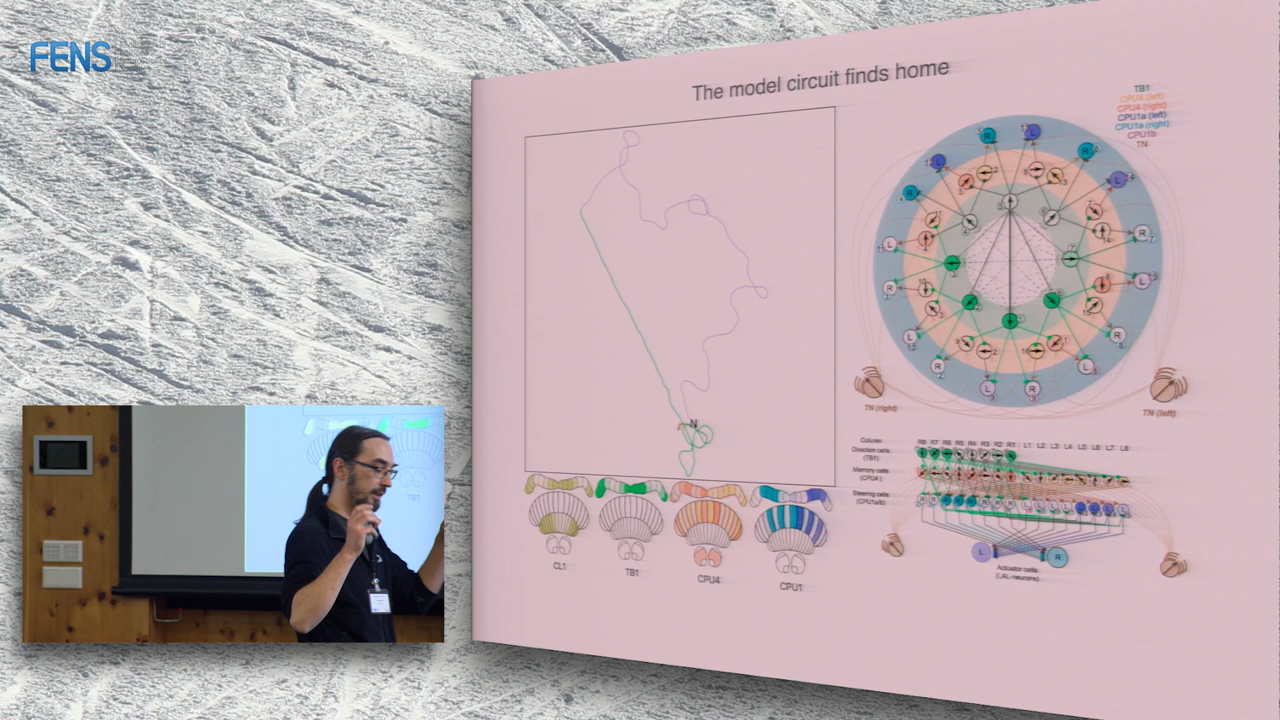 FENS
The model circuit finds home
TB1
CPU4 (left)
CPU4 (right)
CPU1a (left)
CPU1a (right)
CPU1b
TN
N
TN (right)
TN (left)
Column:
R8 R7 R6 R5 R4 R3 R2 R1 L1 L2 L3 L4 L5 L6 L7 L8
Direction cells:
(TB1)
Memory cells:
(CPU4)
Steering cells:
(CPU1a/b)
L R
Actuator cells:
(LAL-neurons)
CL1 TB1 CPU4 CPU1
TB1